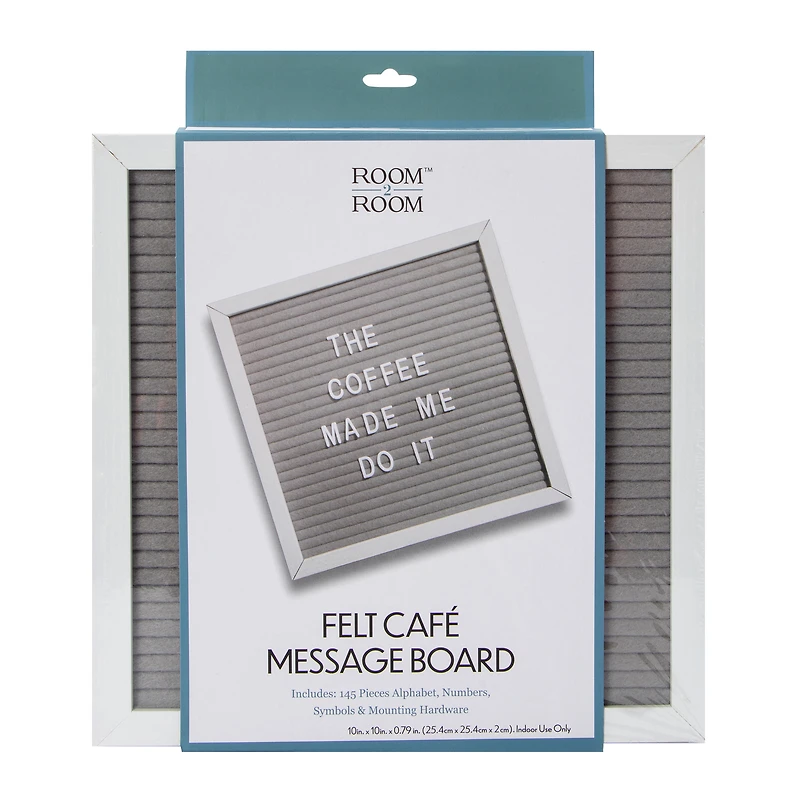 ROOM™
2
ROOM
THE
COFFEE
MADE ME
DO IT
FELT CAFÉ
MESSAGE BOARD
Includes: 145 Pieces Alphabet, Numbers,
Symbols & Mounting Hardware
10in. x 10in. x 0.79 in. (25.4cm x 25.4cm x 2cm). Indoor Use Only